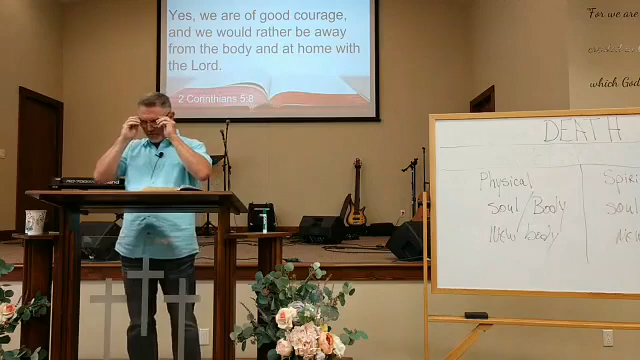 Yes, we are of good courage,
and we would rather be away
from the body and at home with
the Lord.
2 Corinthians 5:8
"For we are
which God
DEATH
Physical Spiri
Soul / Body soul
New body New